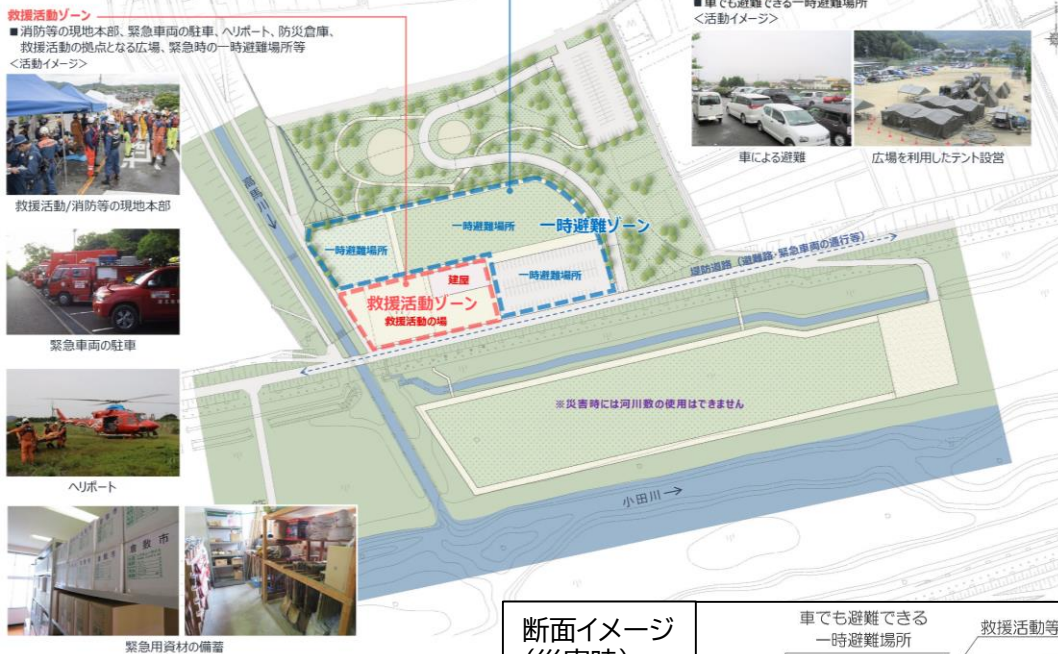 救援活動ゾーン
■消防等の現地本部、緊急車両の駐車、ヘリポート、防災倉庫、
救援活動の拠点となる広場、緊急時の一時避難場所等
<活動イメージ>
救援活動/消防等の現地本部
緊急車両の駐車
ヘリポート
倉敷市
倉敷市
緊急用資材の備蓄
■車でも避難できる一時避難場所
<活動イメージ>
車による避難
広場を利用したテント設営
高馬川
一時避難場所
一時避難場所
一時避難ゾーン
一時避難場所
建屋
救援活動ゾーン
救援活動の場
堤防道路（避難路・緊急車両の通行等）
※災害時には河川敷の使用はできません
小田川→
断面イメージ
車でも避難できる
一時避難場所
救援活動等